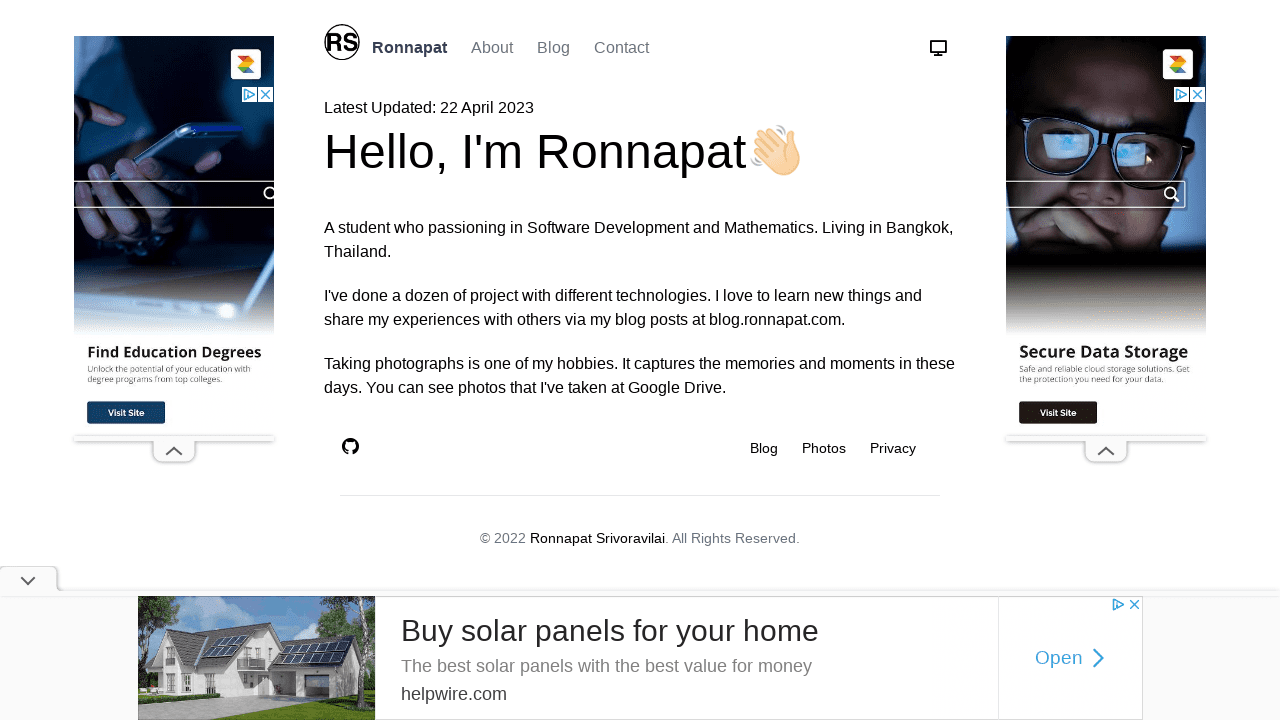 RS
Ronnapat
About
Blog
Contact
Latest Updated: 22 April 2023
Hello, I'm Ronnapat👋🏻
A student who passioning in Software Development and Mathematics. Living in Bangkok,
Thailand.
I've done a dozen of project with different technologies. I love to learn new things and
share my experiences with others via my blog posts at blog.ronnapat.com.
Taking photographs is one of my hobbies. It captures the memories and moments in these
days. You can see photos that I've taken at Google Drive.
Blog
Photos
Privacy
© 2022 Ronnapat Srivoravilai. All Rights Reserved.
Find Education Degrees
Unlock the potential of your education with
degree programs from top colleges.
Visit Site
Secure Data Storage
Safe and reliable cloud storage solutions. Get
the protection you need for your data.
Visit Site
Buy solar panels for your home
The best solar panels with the best value for money
helpwire.com
Open